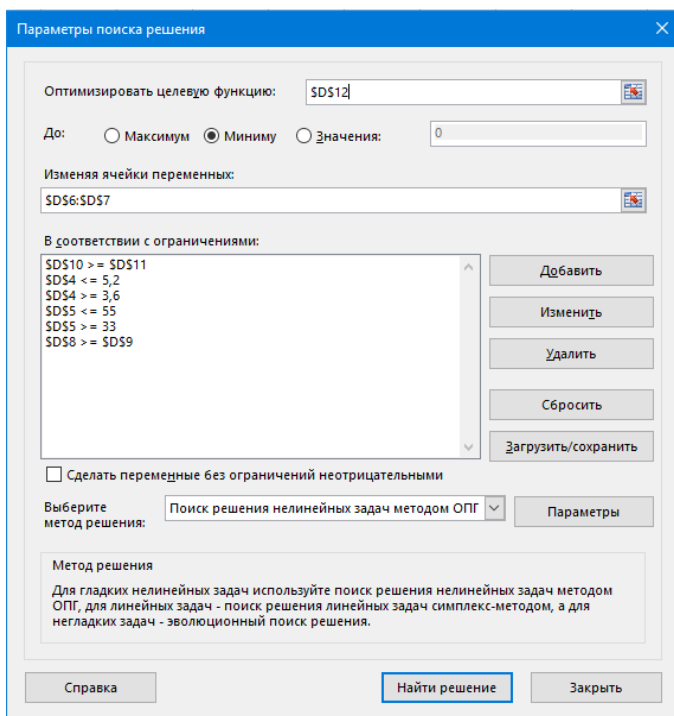 Параметры поиска решения
Оптимизировать целевую функцию: $D$12
До: Максимум Миниму Значения: 0
Изменяя ячейки переменных:
$D$6:$D$7
В соответствии с ограничениями:
$D$10 >= $D$11
$D$4 <= 5,2
$D$4 >= 3,6
$D$5 <= 55
$D$5 >= 33
$D$8 >= $D$9
Добавить
Изменить
Удалить
Сбросить
Загрузить/сохранить
Сделать переменные без ограничений неотрицательными
Выберите
метод решения:
Поиск решения нелинейных задач методом ОПГ
Параметры
Метод решения
Для гладких нелинейных задач используйте поиск решения нелинейных задач методом
ОПГ, для линейных задач - поиск решения линейных задач симплекс-методом, а для
негладких задач - эволюционный поиск решения.
Справка Найти решение Закрыть